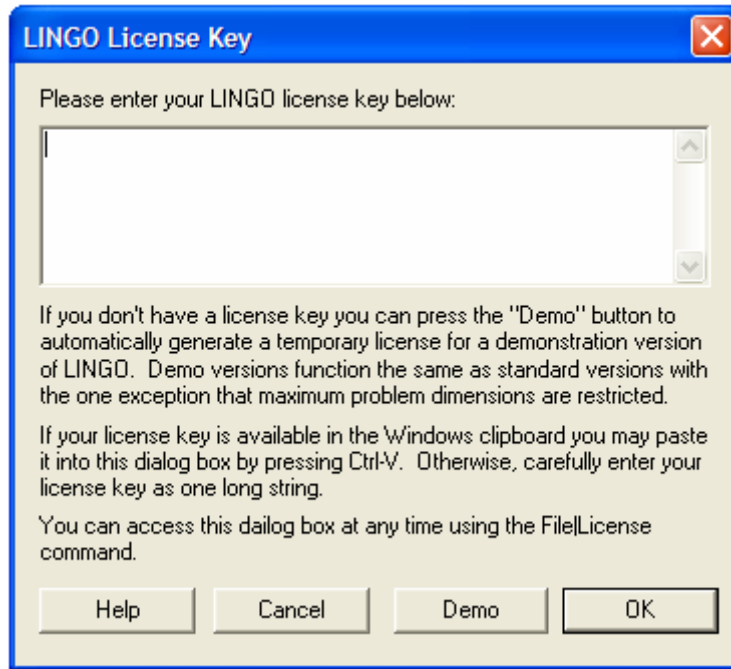 LINGO License Key
Please enter your LINGO license key below:
If you don't have a license key you can press the "Demo" button to
automatically generate a temporary license for a demonstration version
of LINGO.  Demo versions function the same as standard versions with
the one exception that maximum problem dimensions are restricted.
If your license key is available in the Windows clipboard you may paste
it into this dialog box by pressing Ctrl-V.  Otherwise, carefully enter your
license key as one long string.
You can access this dailog box at any time using the File|License
command.
Help Cancel Demo OK